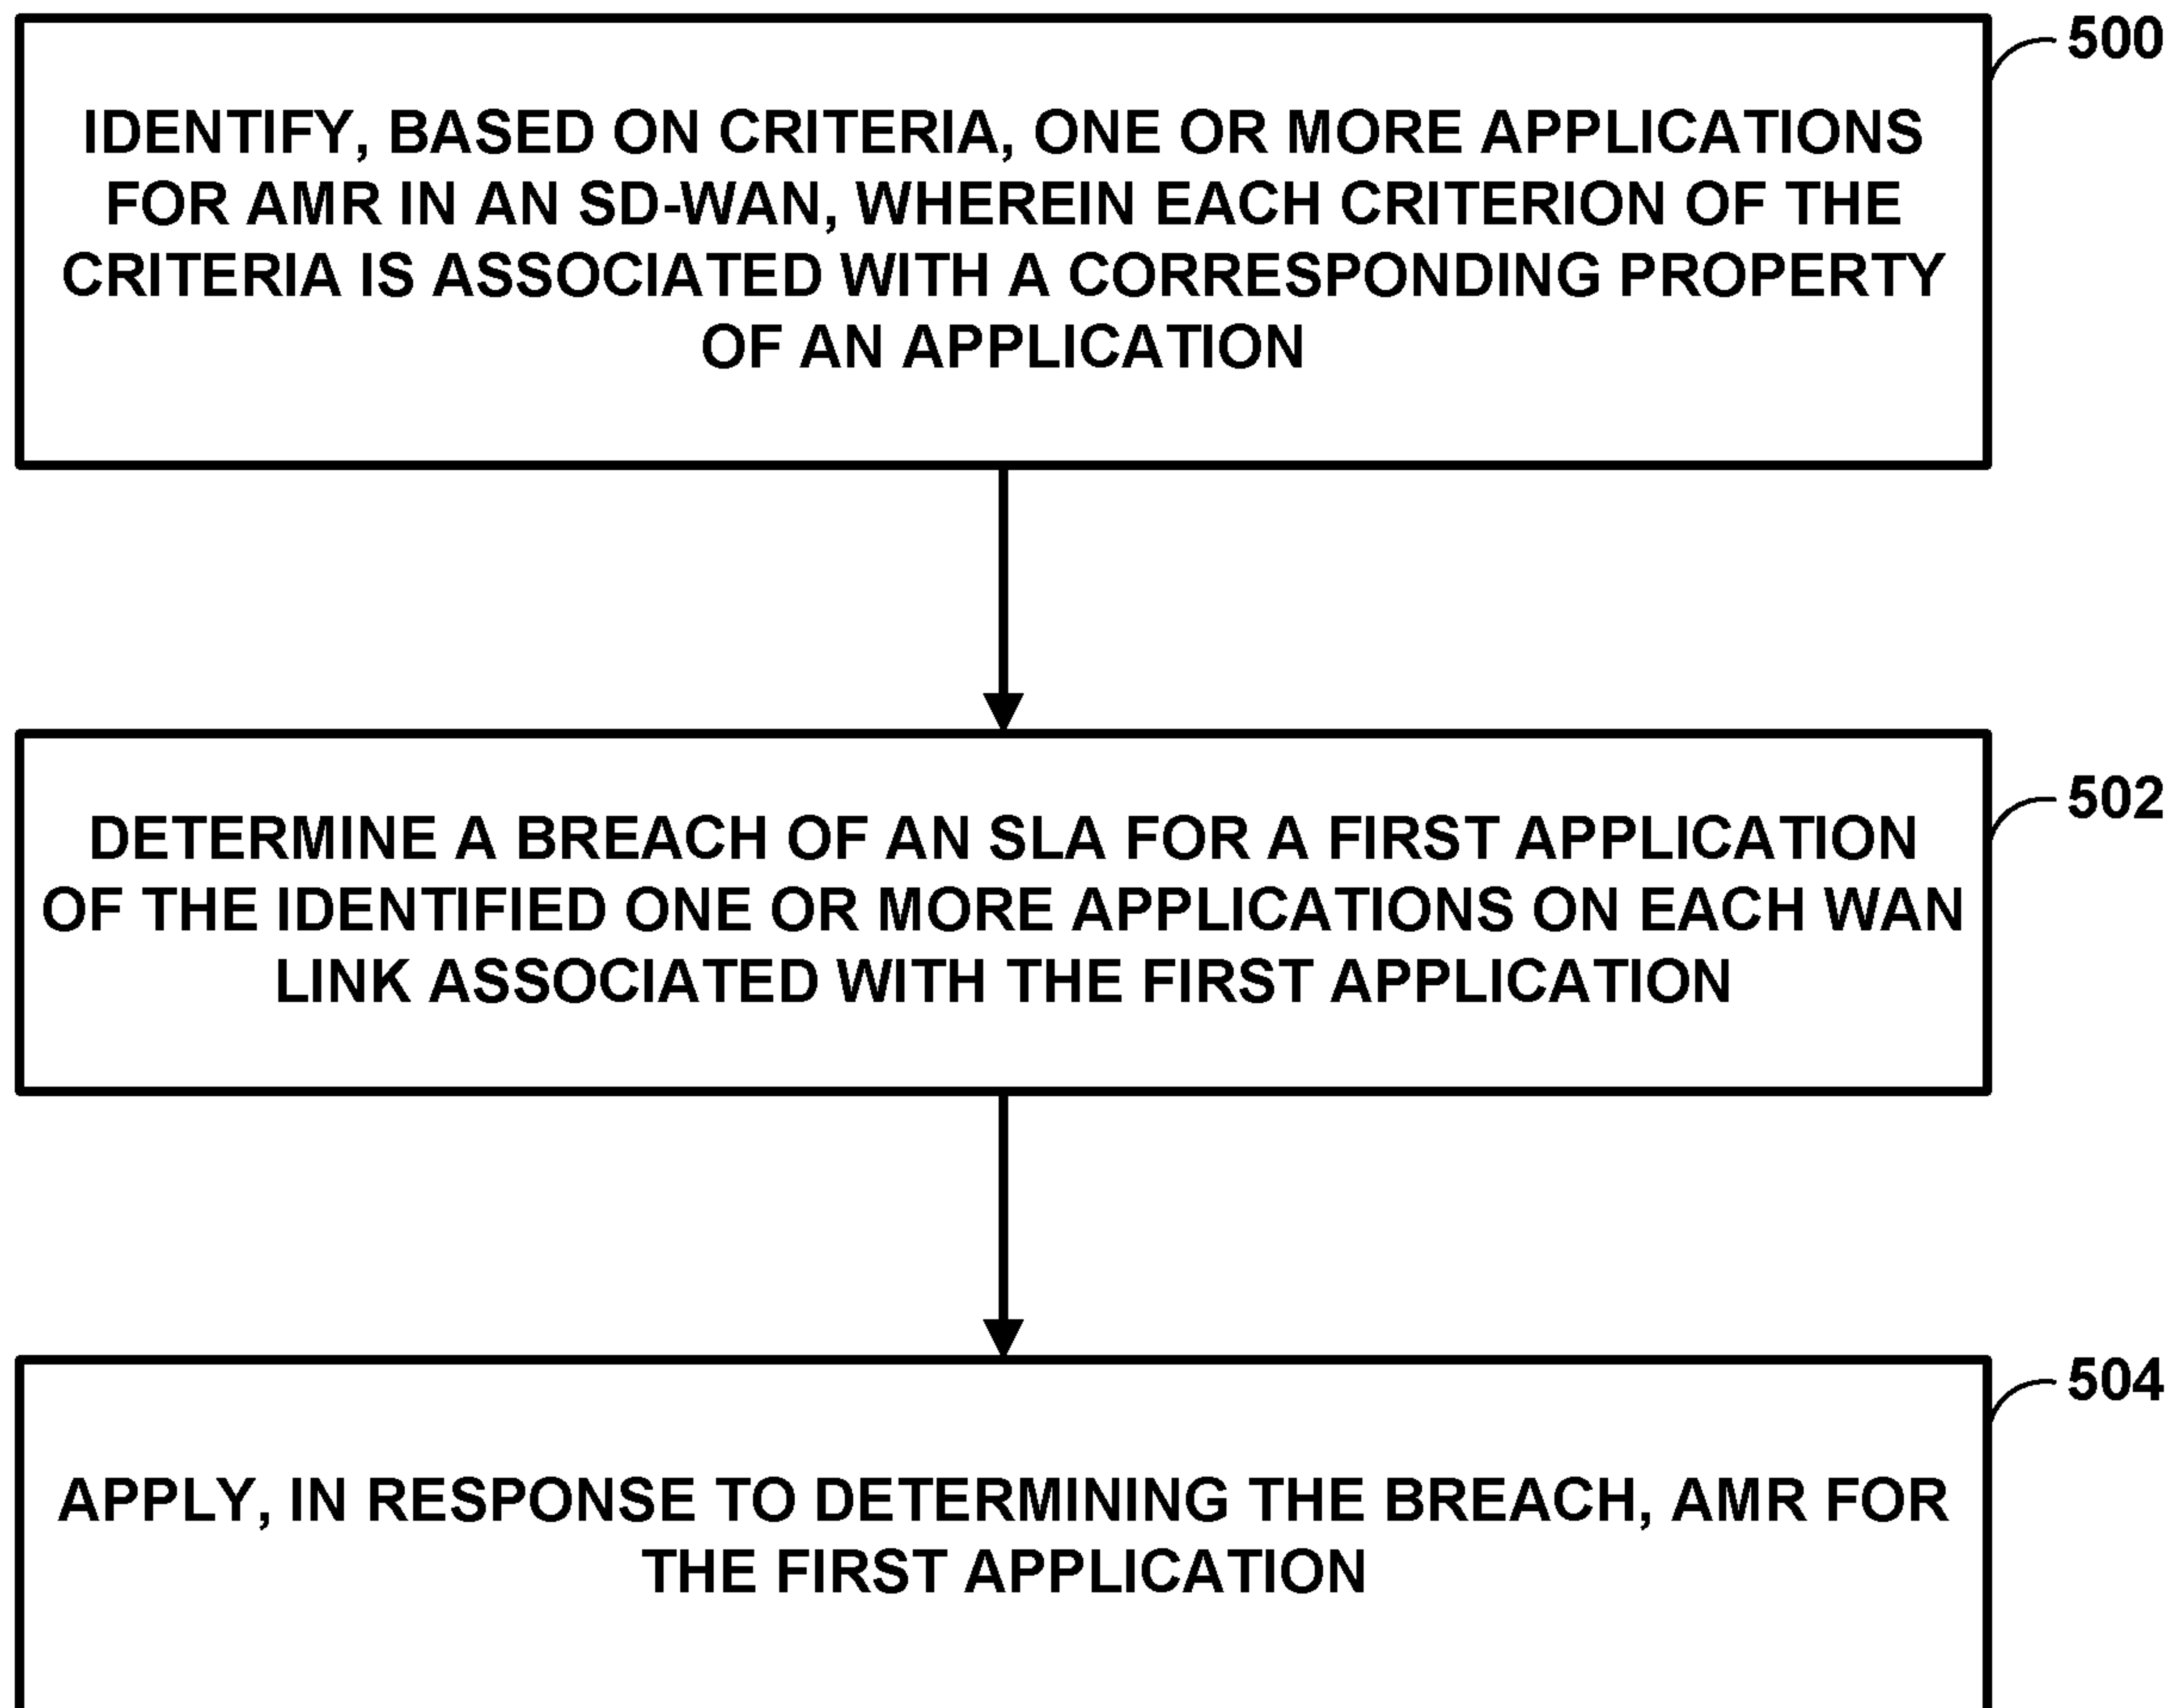 500
IDENTIFY, BASED ON CRITERIA, ONE OR MORE APPLICATIONS
FOR AMR IN AN SD-WAN, WHEREIN EACH CRITERION OF THE
CRITERIA IS ASSOCIATED WITH A CORRESPONDING PROPERTY
OF AN APPLICATION
502
DETERMINE A BREACH OF AN SLA FOR A FIRST APPLICATION
OF THE IDENTIFIED ONE OR MORE APPLICATIONS ON EACH WAN
LINK ASSOCIATED WITH THE FIRST APPLICATION
504
APPLY, IN RESPONSE TO DETERMINING THE BREACH, AMR FOR
THE FIRST APPLICATION